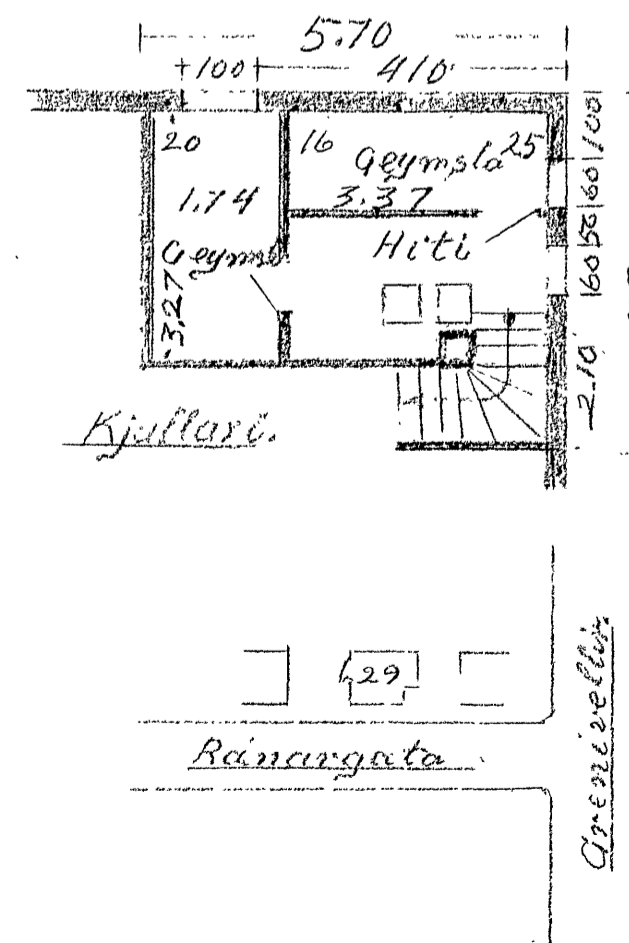 5.70
+100 410
20 16 Geymsla 25
1.74 3.37
Geymsl Hiti
3.27
100
60
50
60
2.10
Kjallari.
29
Ránargata
Grenivellir